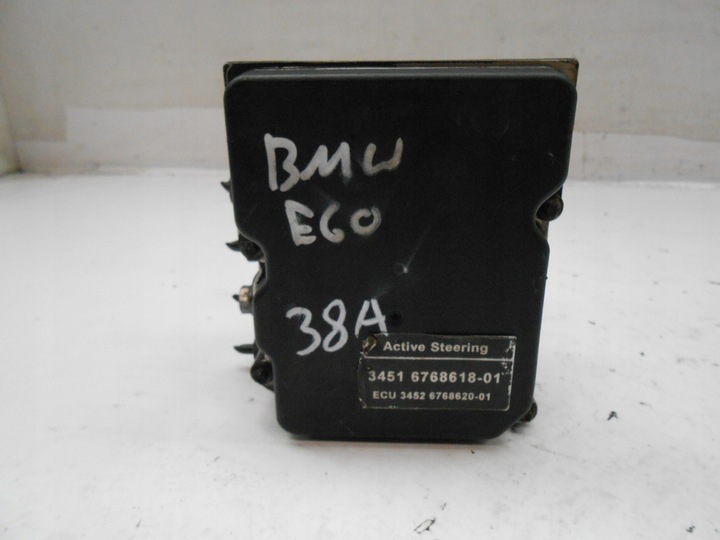 BMW
E60
38A
Active Steering
3451 6768618-01
ECU 3452 6768620-01